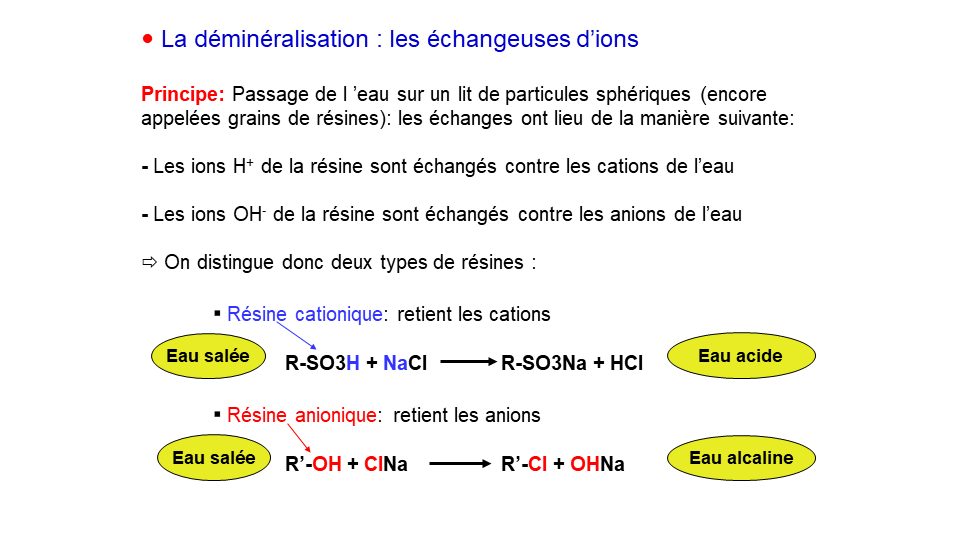 • La déminéralisation : les échangeuses d’ions
Principe: Passage de l ’eau sur un lit de particules sphériques (encore
appelées grains de résines): les échanges ont lieu de la manière suivante:
- Les ions H⁺ de la résine sont échangés contre les cations de l’eau
- Les ions OH⁻ de la résine sont échangés contre les anions de l’eau
⇨ On distingue donc deux types de résines :
▪ Résine cationique: retient les cations
Eau salée R-SO3H + NaCl → R-SO3Na + HCl Eau acide
▪ Résine anionique: retient les anions
Eau salée R’-OH + ClNa → R’-Cl + OHNa Eau alcaline